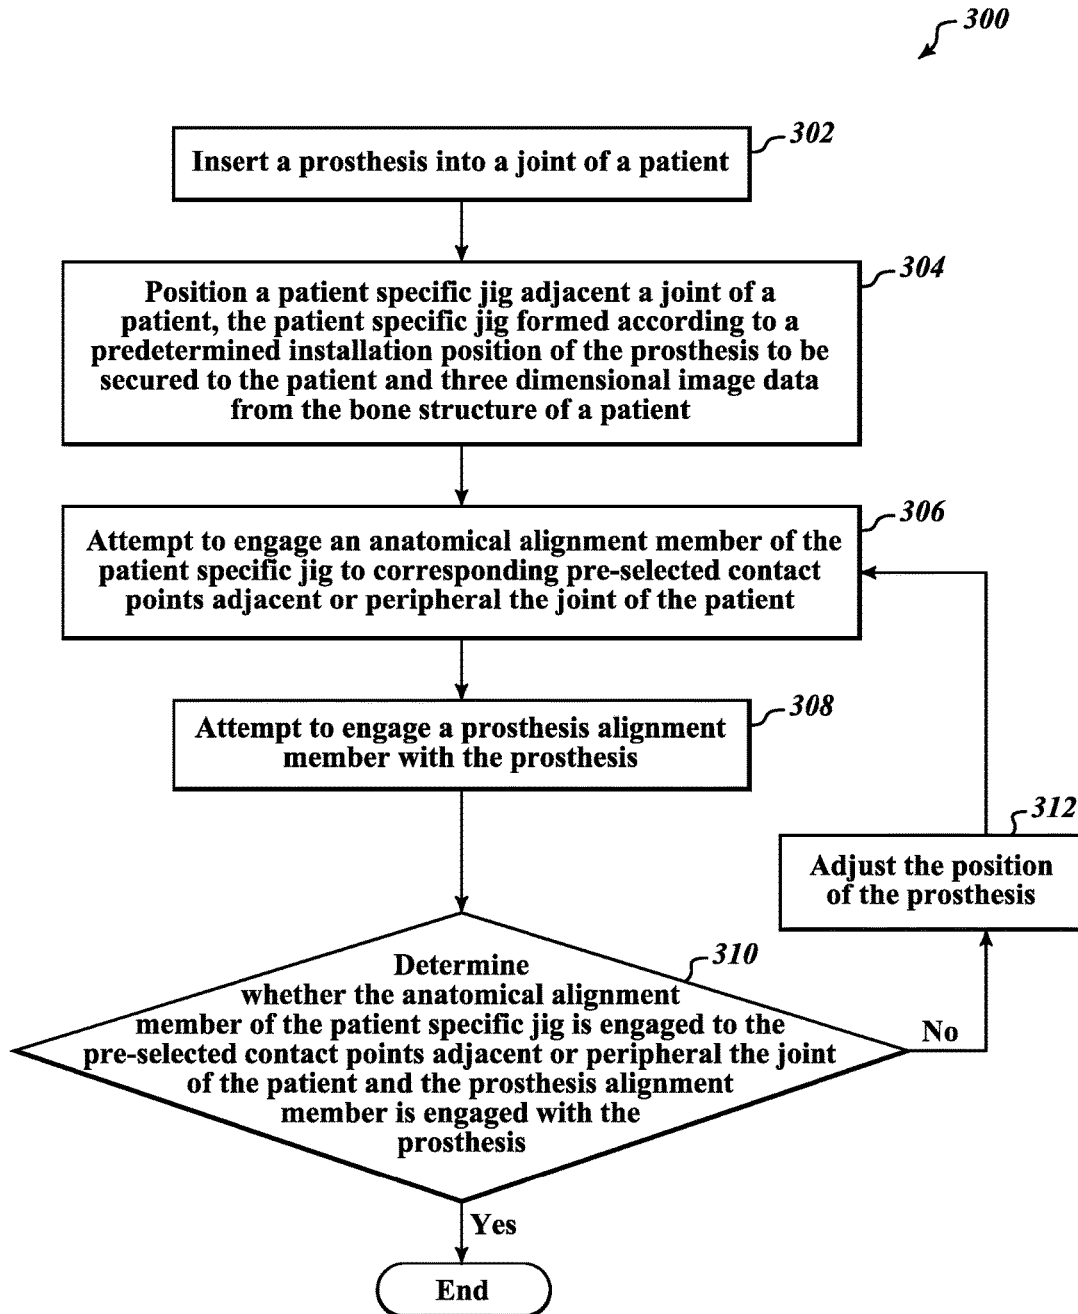 300
302
Insert a prosthesis into a joint of a patient
304
Position a patient specific jig adjacent a joint of a
patient, the patient specific jig formed according to a
predetermined installation position of the prosthesis to be
secured to the patient and three dimensional image data
from the bone structure of a patient
306
Attempt to engage an anatomical alignment member of the
patient specific jig to corresponding pre-selected contact
points adjacent or peripheral the joint of the patient
308
Attempt to engage a prosthesis alignment
member with the prosthesis
312
Adjust the position
of the prosthesis
310
Determine
whether the anatomical alignment
member of the patient specific jig is engaged to the
pre-selected contact points adjacent or peripheral the joint
of the patient and the prosthesis alignment
member is engaged with the
prosthesis
No
Yes
End